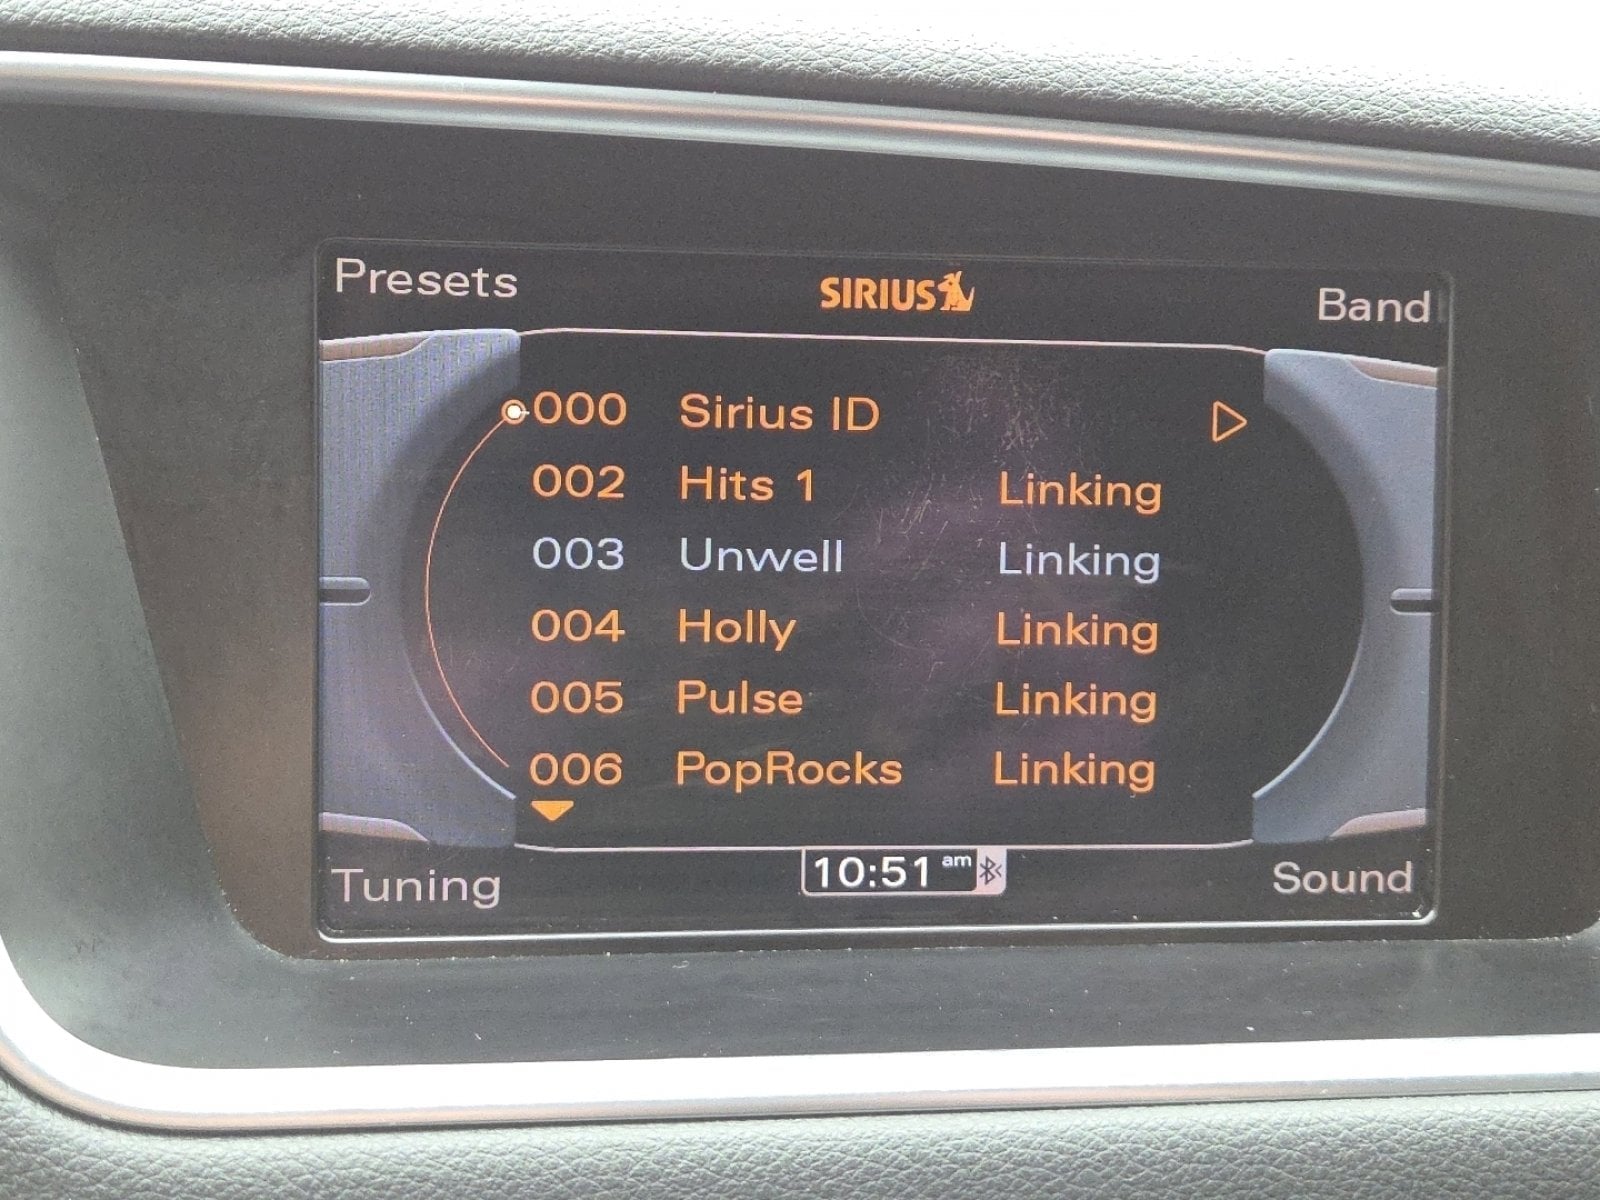 Presets SIRIUS Band
000 Sirius ID
002 Hits 1 Linking
003 Unwell Linking
004 Holly Linking
005 Pulse Linking
006 PopRocks Linking
Tuning 10:51 am Sound